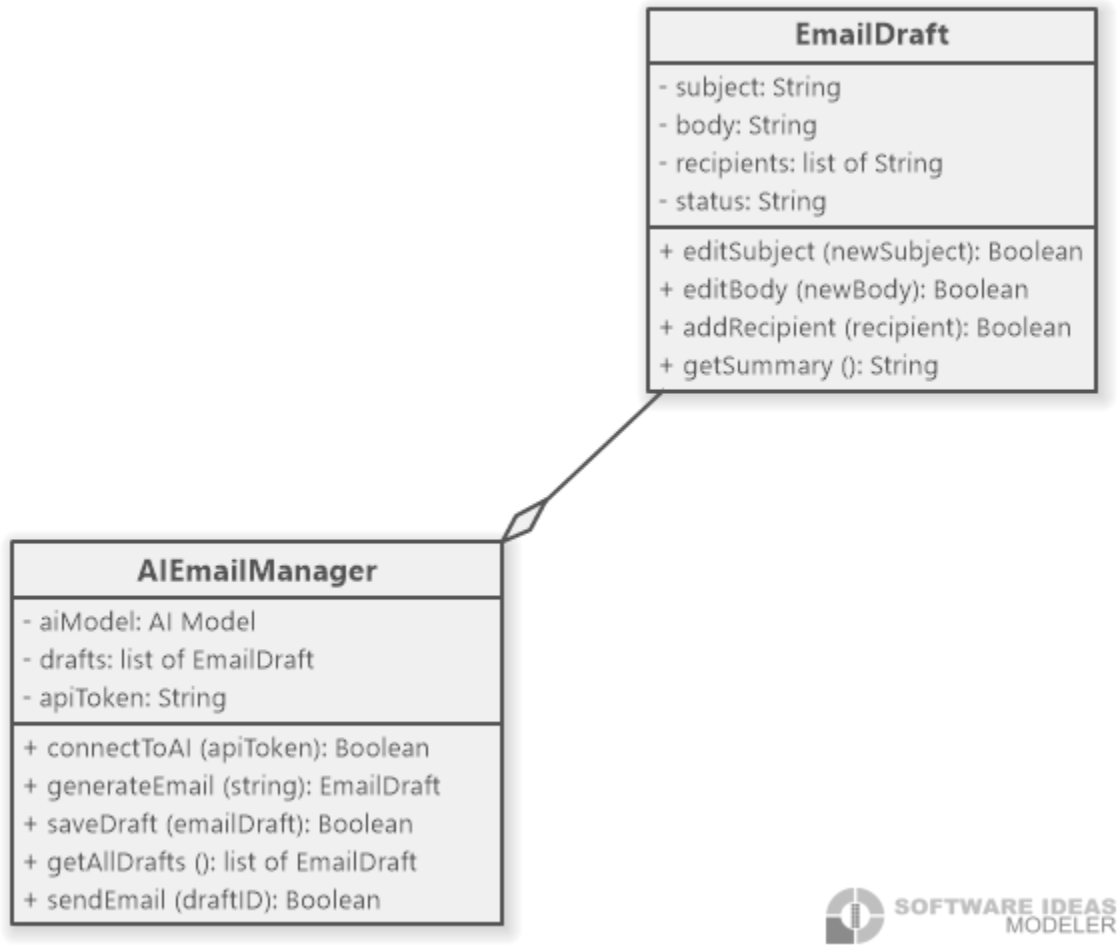 EmailDraft
- subject: String
- body: String
- recipients: list of String
- status: String
+ editSubject (newSubject): Boolean
+ editBody (newBody): Boolean
+ addRecipient (recipient): Boolean
+ getSummary (): String
AIEmailManager
- aiModel: AI Model
- drafts: list of EmailDraft
- apiToken: String
+ connectToAI (apiToken): Boolean
+ generateEmail (string): EmailDraft
+ saveDraft (emailDraft): Boolean
+ getAllDrafts (): list of EmailDraft
+ sendEmail (draftID): Boolean
SOFTWARE IDEAS
MODELER